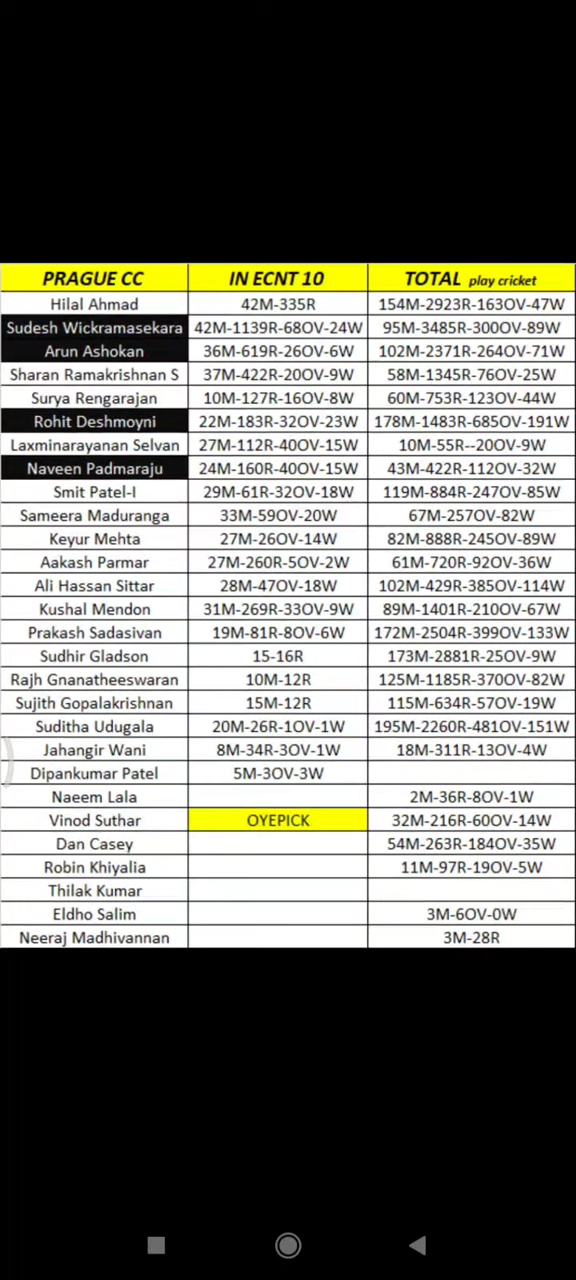 PRAGUE CC IN ECNT 10 TOTAL play cricket
Hilal Ahmad 42M-335R 154M-2923R-163OV-47W
Sudesh Wickramasekara 42M-1139R-68OV-24W 95M-3485R-300OV-89W
Arun Ashokan 36M-619R-26OV-6W 102M-2371R-264OV-71W
Sharan Ramakrishnan S 37M-422R-20OV-9W 58M-1345R-76OV-25W
Surya Rengarajan 10M-127R-16OV-8W 60M-753R-123OV-44W
Rohit Deshmoyni 22M-183R-32OV-23W 178M-1483R-685OV-191W
Laxminarayanan Selvan 27M-112R-40OV-15W 10M-55R--20OV-9W
Naveen Padmaraju 24M-160R-40OV-15W 43M-422R-112OV-32W
Smit Patel-I 29M-61R-32OV-18W 119M-884R-247OV-85W
Sameera Maduranga 33M-59OV-20W 67M-257OV-82W
Keyur Mehta 27M-26OV-14W 82M-888R-245OV-89W
Aakash Parmar 27M-260R-5OV-2W 61M-720R-92OV-36W
Ali Hassan Sittar 28M-47OV-18W 102M-429R-385OV-114W
Kushal Mendon 31M-269R-33OV-9W 89M-1401R-210OV-67W
Prakash Sadasivan 19M-81R-8OV-6W 172M-2504R-399OV-133W
Sudhir Gladson 15-16R 173M-2881R-25OV-9W
Rajh Gnanatheeswaran 10M-12R 125M-1185R-370OV-82W
Sujith Gopalakrishnan 15M-12R 115M-634R-57OV-19W
Suditha Udugala 20M-26R-1OV-1W 195M-2260R-481OV-151W
Jahangir Wani 8M-34R-3OV-1W 18M-311R-13OV-4W
Dipankumar Patel 5M-3OV-3W
Naeem Lala 2M-36R-8OV-1W
Vinod Suthar OYEPICK 32M-216R-60OV-14W
Dan Casey 54M-263R-184OV-35W
Robin Khiyalia 11M-97R-19OV-5W
Thilak Kumar
Eldho Salim 3M-6OV-0W
Neeraj Madhivannan 3M-28R